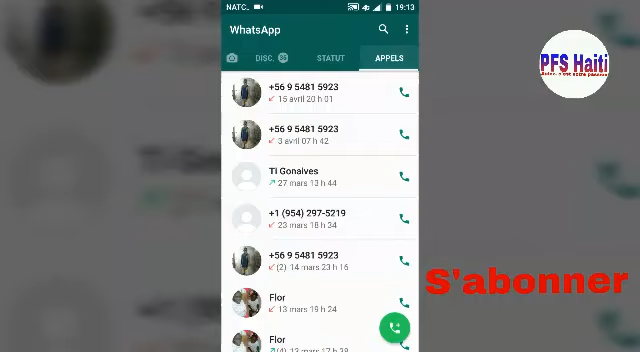 NATC..
19:13
WhatsApp
DISC. 84
STATUT
APPELS
PFS Haiti
+56 9 5481 5923
15 avril 20 h 01
+56 9 5481 5923
3 avril 07 h 42
Ti Gonaives
27 mars 13 h 44
+1 (954) 297-5219
23 mars 18 h 34
+56 9 5481 5923
(2) 14 mars 23 h 16
S'abonner
Flor
13 mars 19 h 24
Flor